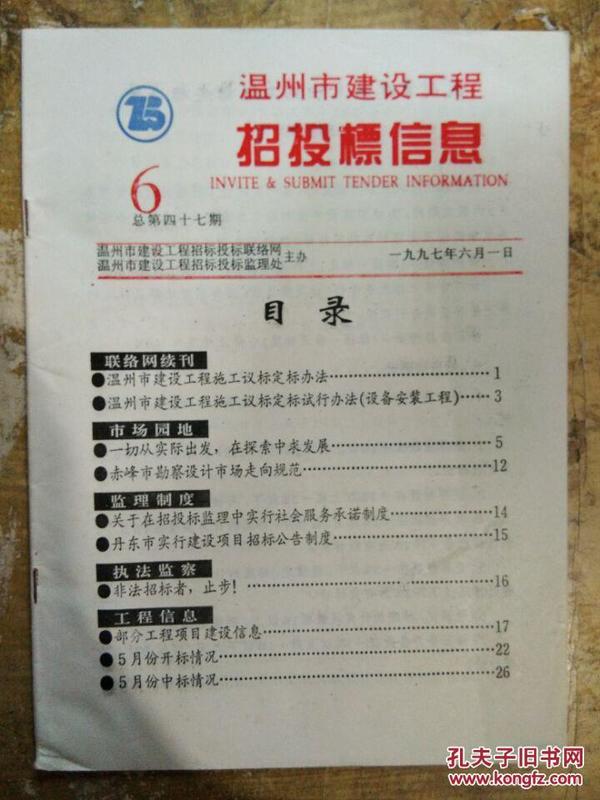 温州市建设工程
招投標信息
INVITE & SUBMIT TENDER INFORMATION
6
总第四十七期
温州市建设工程招标投标联络网
温州市建设工程招标投标监理处
主办
一九九七年六月一日
目录
联络网续刊
●温州市建设工程施工议标定标办法……1
●温州市建设工程施工议标定标试行办法(设备安装工程)……3
市场园地
●一切从实际出发，在探索中求发展……5
●赤峰市勘察设计市场走向规范……12
监理制度
●关于在招投标监理中实行社会服务承诺制度……14
●丹东市实行建设项目招标公告制度……15
执法监察
●非法招标者，止步！……16
工程信息
●部分工程项目建设信息……17
●5月份开标情况……22
●5月份中标情况……26
孔夫子旧书网
www.kongfz.com